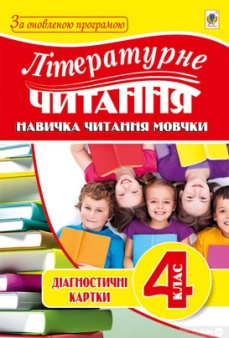 За оновленою програмою
Літературне
ЧИТАННЯ
НАВИЧКА ЧИТАННЯ МОВЧКИ
ДІАГНОСТИЧНІ
КАРТКИ
4 КЛАС